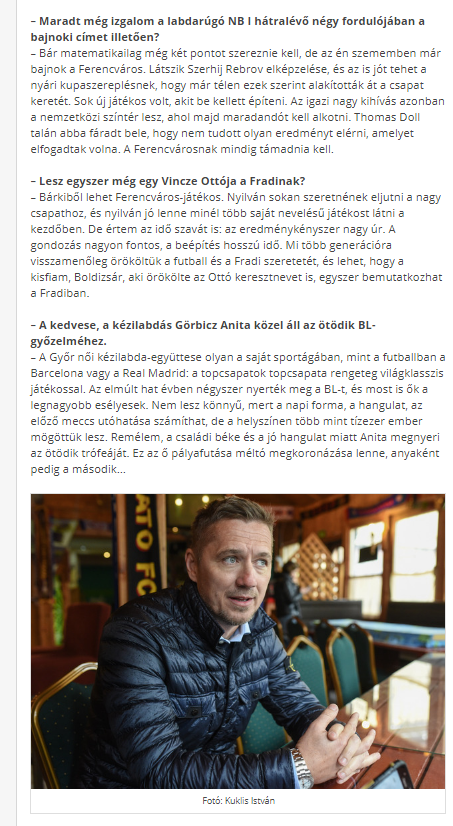 – Maradt még izgalom a labdarúgó NB I hátralévő négy fordulójában a
bajnoki címet illetően?
– Bár matematikailag még két pontot szereznie kell, de az én szememben már
bajnok a Ferencváros. Látszik Szerhij Rebrov elképzelése, és az is jót tehet a
nyári kupaszereplésnek, hogy már télen ezek szerint alakították át a csapat
keretét. Sok új játékos volt, akit be kellett építeni. Az igazi nagy kihívás azonban
a nemzetközi színtér lesz, ahol majd maradandót kell alkotni. Thomas Doll
talán abba fáradt bele, hogy nem tudott olyan eredményt elérni, amelyet
elfogadtak volna. A Ferencvárosnak mindig támadnia kell.
– Lesz egyszer még egy Vincze Ottója a Fradinak?
– Bárkiből lehet Ferencváros-játékos. Nyilván sokan szeretnének eljutni a nagy
csapathoz, és nyilván jó lenne minél több saját nevelésű játékost látni a
kezdőben. De értem az idő szavát is: az eredménykényszer nagy úr. A
gondozás nagyon fontos, a beépítés hosszú idő. Mi több generációra
visszamenőleg örököltük a futball és a Fradi szeretetét, és lehet, hogy a
kisfiam, Boldizsár, aki örökölte az Ottó keresztnevet is, egyszer bemutatkozhat
a Fradiban.
– A kedvese, a kézilabdás Görbicz Anita közel áll az ötödik BL-
győzelméhez.
– A Győr női kézilabda-együttese olyan a saját sportágában, mint a futballban a
Barcelona vagy a Real Madrid: a topcsapatok topcsapata rengeteg világklasszis
játékossal. Az elmúlt hat évben négyszer nyerték meg a BL-t, és most is ők a
legnagyobb esélyesek. Nem lesz könnyű, mert a napi forma, a hangulat, az
előző meccs utóhatása számíthat, de a helyszínen több mint tízezer ember
mögöttük lesz. Remélem, a családi béke és a jó hangulat miatt Anita megnyeri
az ötödik trófeáját. Ez az ő pályafutása méltó megkoronázása lenne, anyaként
pedig a második...
ATO FC
Fotó: Kuklis István